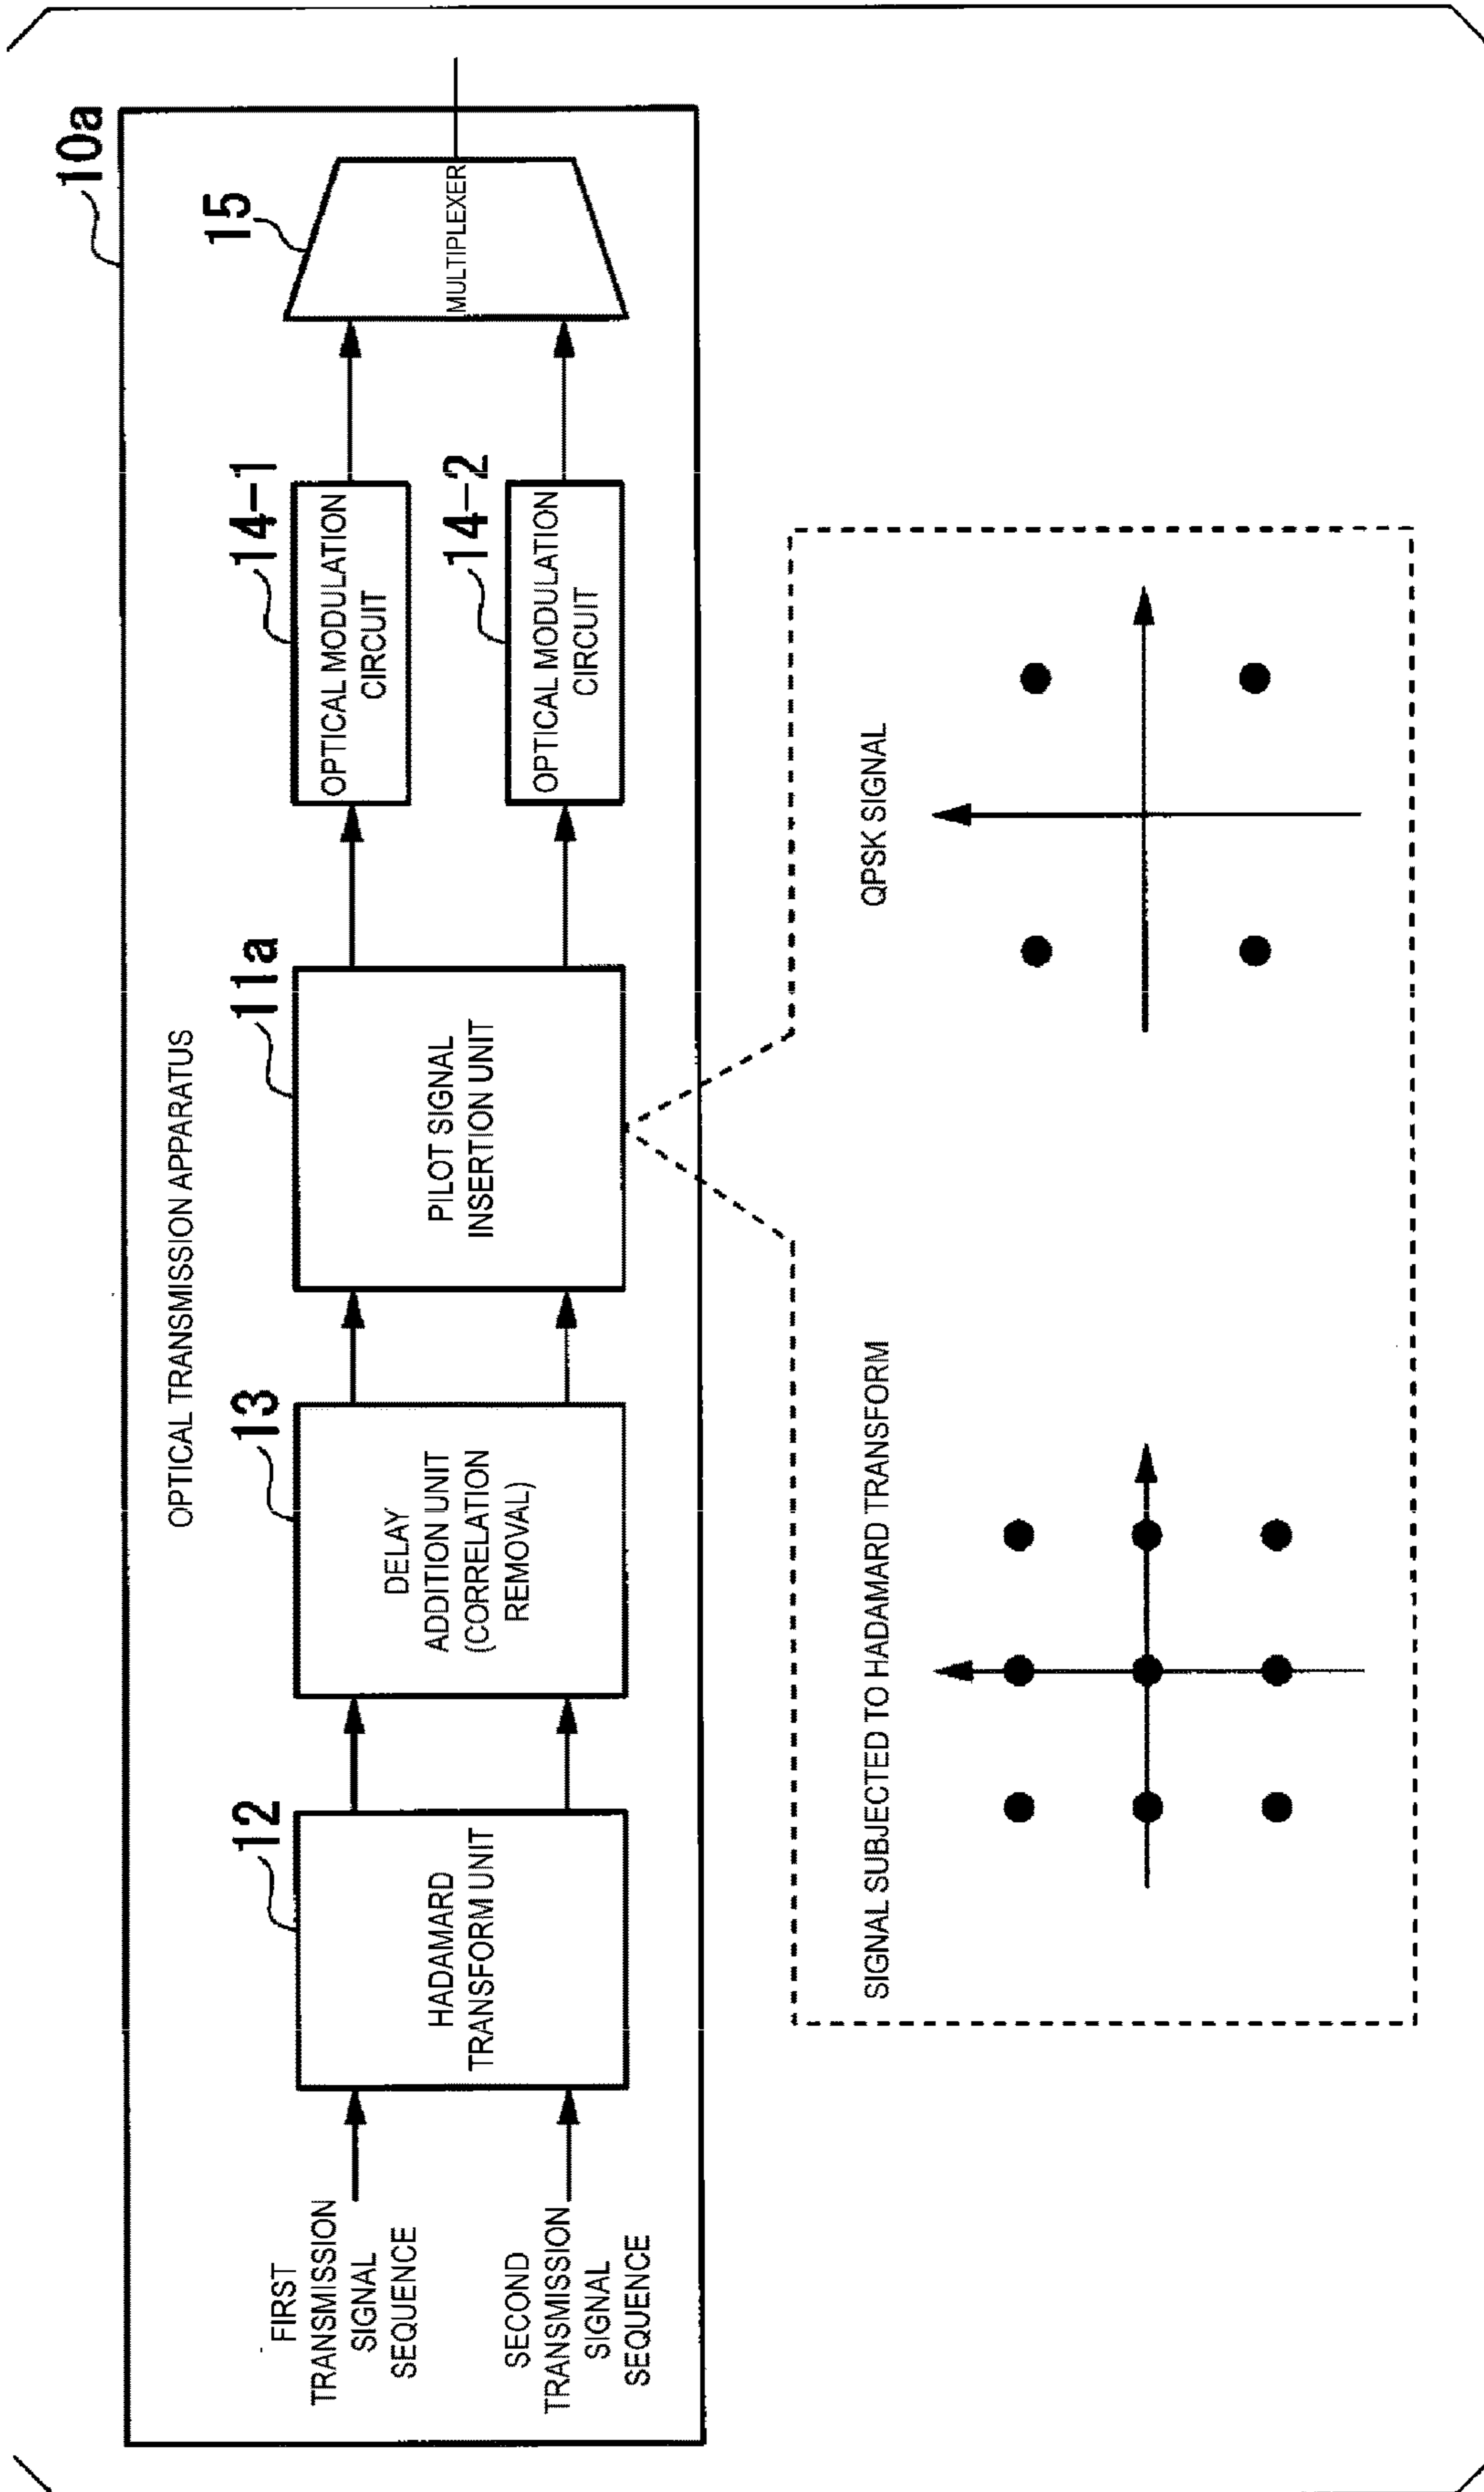 10a
OPTICAL TRANSMISSION APPARATUS
FIRST
TRANSMISSION
SIGNAL
SEQUENCE
SECOND
TRANSMISSION
SIGNAL
SEQUENCE
12
HADAMARD
TRANSFORM UNIT
13
DELAY
ADDITION UNIT
(CORRELATION
REMOVAL)
11a
PILOT SIGNAL
INSERTION UNIT
14-1
OPTICAL MODULATION
CIRCUIT
14-2
OPTICAL MODULATION
CIRCUIT
15
MULTIPLEXER
SIGNAL SUBJECTED TO HADAMARD TRANSFORM
QPSK SIGNAL